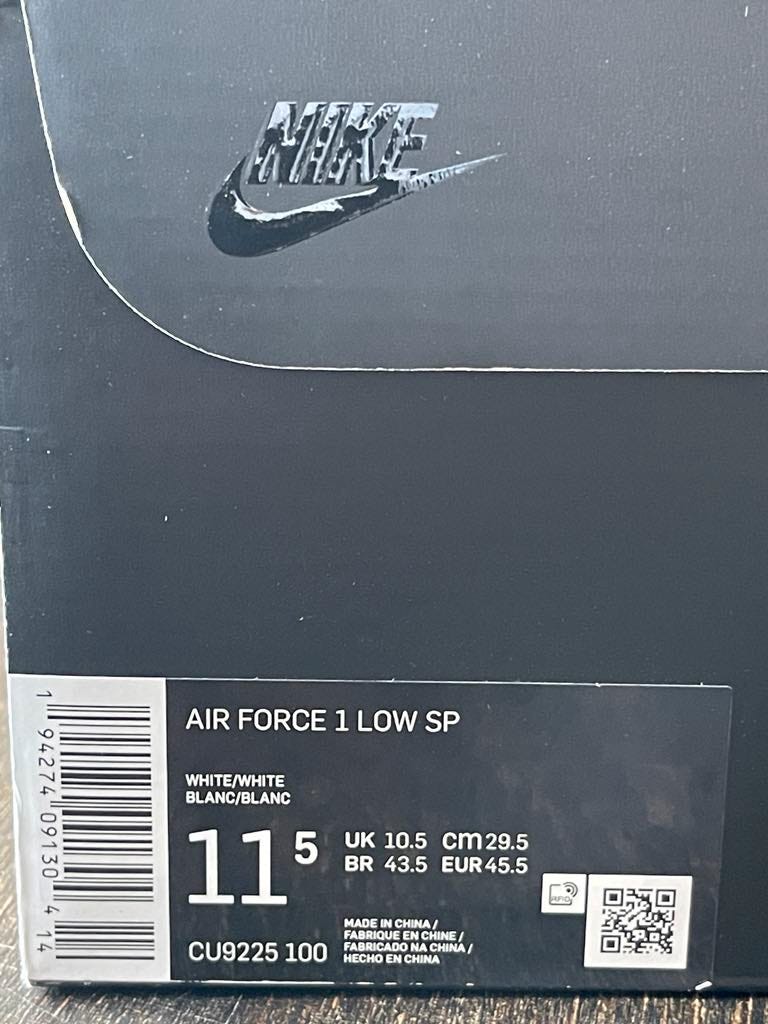 NIKE
AIR FORCE 1 LOW SP
WHITE/WHITE
BLANC/BLANC
11 5 UK 10.5 cm 29.5
BR 43.5 EUR 45.5
RFID
CU9225 100
MADE IN CHINA /
FABRIQUE EN CHINE /
FABRICADO NA CHINA /
HECHO EN CHINA
1 94274 09130 4 14